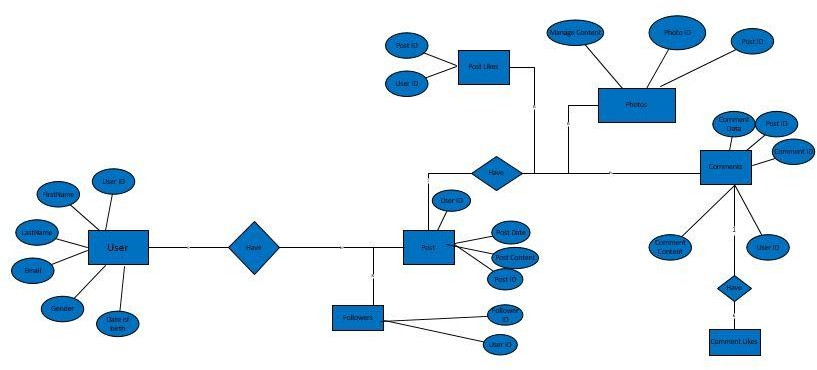 Manage Content
Photo ID
Post ID
Post ID
Post Likes
User ID
Photos
Comment
Data
Post ID
Comment ID
Comments
Have
User ID
FirstName
User ID
LastName
User
Have
Post
Post Date
Post Content
Post ID
Comment
Content
User ID
Email
Gender
Date of
birth
Have
Followers
Follower
ID
User ID
Comment Likes